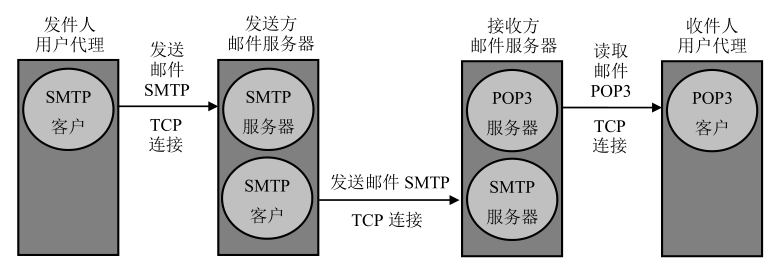 发件人
用户代理
发送
邮件
SMTP
TCP
连接
SMTP
客户
发送方
邮件服务器
SMTP
服务器
SMTP
客户
发送邮件 SMTP
TCP 连接
接收方
邮件服务器
POP3
服务器
SMTP
服务器
读取
邮件
POP3
TCP
连接
收件人
用户代理
POP3
客户